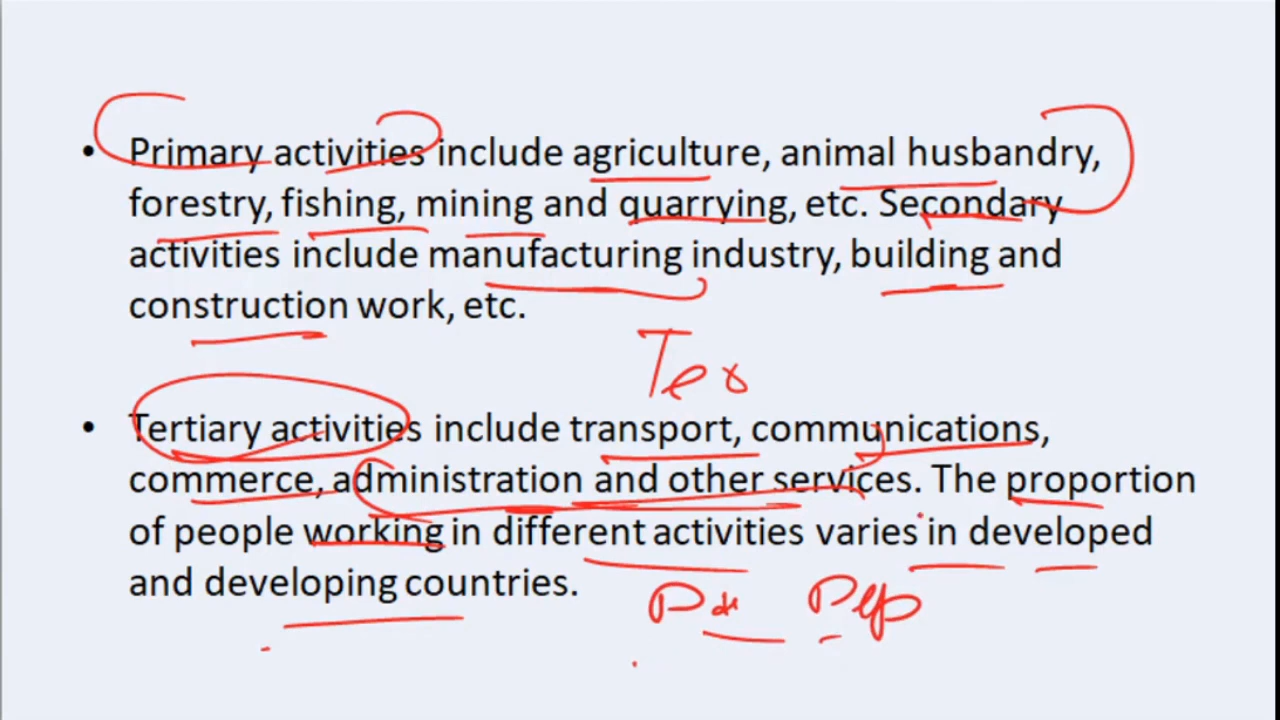 • Primary activities include agriculture, animal husbandry,
forestry, fishing, mining and quarrying, etc. Secondary
activities include manufacturing industry, building and
construction work, etc.
Ter
• Tertiary activities include transport, communications,
commerce, administration and other services. The proportion
of people working in different activities varies in developed
and developing countries.